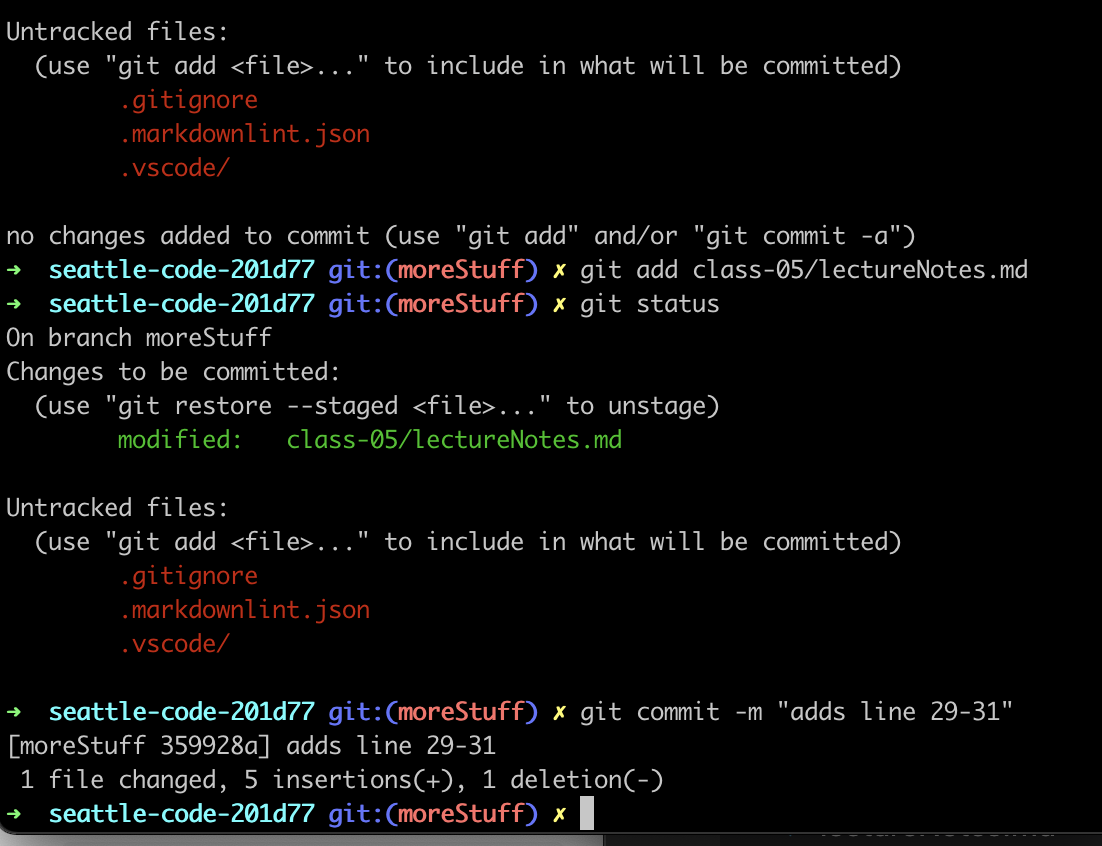 Untracked files:
  (use "git add <file>..." to include in what will be committed)
        .gitignore
        .markdownlint.json
        .vscode/

no changes added to commit (use "git add" and/or "git commit -a")
➜  seattle-code-201d77 git:(moreStuff) ✗ git add class-05/lectureNotes.md
➜  seattle-code-201d77 git:(moreStuff) ✗ git status
On branch moreStuff
Changes to be committed:
  (use "git restore --staged <file>..." to unstage)
        modified:   class-05/lectureNotes.md

Untracked files:
  (use "git add <file>..." to include in what will be committed)
        .gitignore
        .markdownlint.json
        .vscode/

➜  seattle-code-201d77 git:(moreStuff) ✗ git commit -m "adds line 29-31"
[moreStuff 359928a] adds line 29-31
 1 file changed, 5 insertions(+), 1 deletion(-)
➜  seattle-code-201d77 git:(moreStuff) ✗